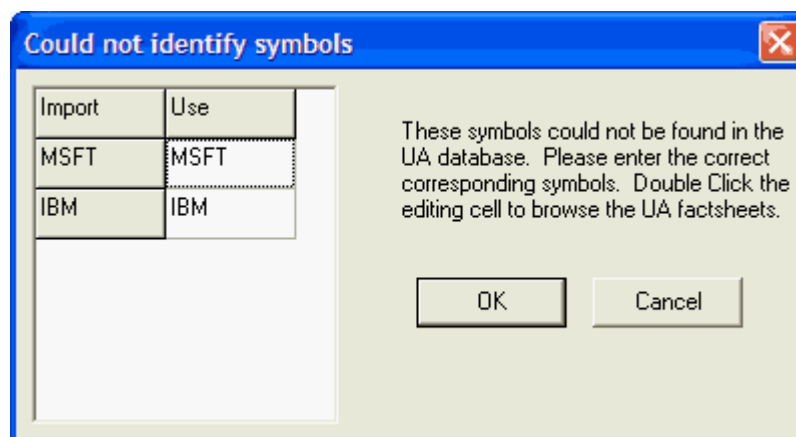 Could not identify symbols
Import Use
MSFT MSFT
IBM IBM
These symbols could not be found in the
UA database. Please enter the correct
corresponding symbols. Double Click the
editing cell to browse the UA factsheets.
OK Cancel